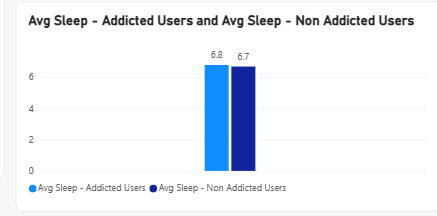 Avg Sleep - Addicted Users and Avg Sleep - Non Addicted Users
6.8 6.7
6
4
2
0
Avg Sleep - Addicted Users Avg Sleep - Non Addicted Users